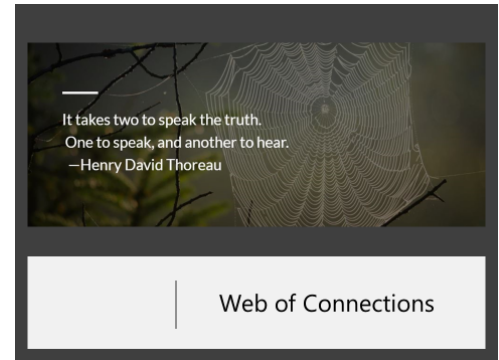 It takes two to speak the truth.
One to speak, and another to hear.
—Henry David Thoreau
Web of Connections